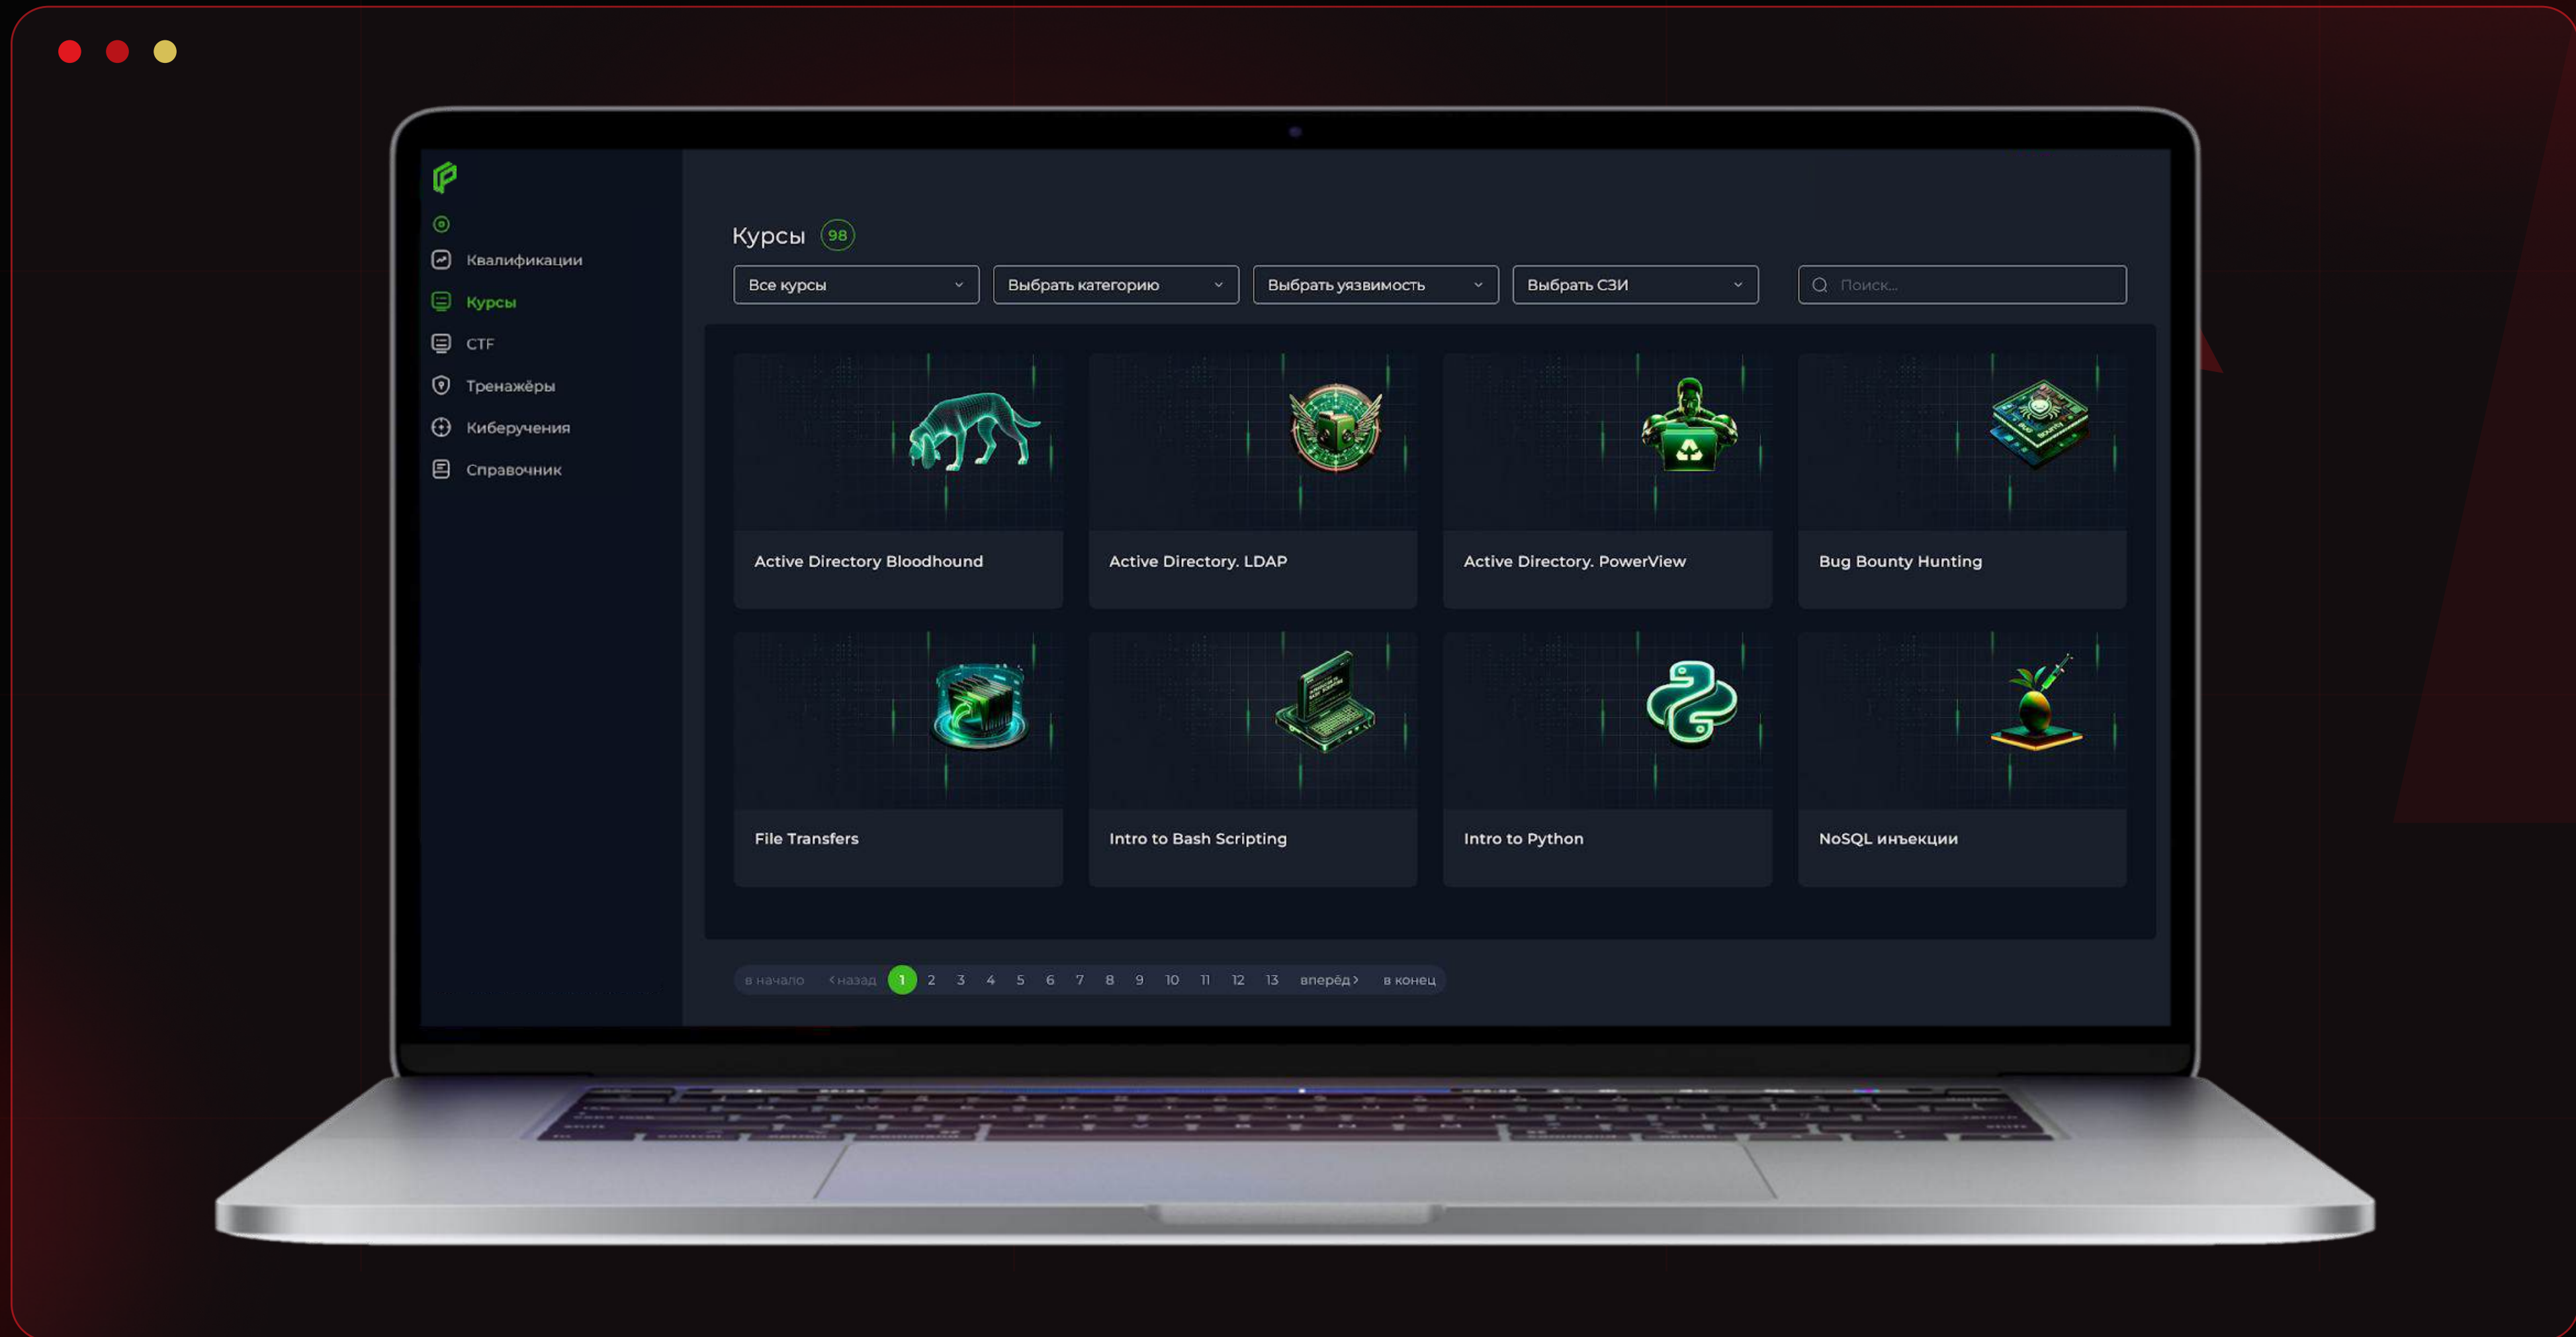 Квалификации
Курсы
CTF
Тренажёры
Киберучения
Справочник
Курсы 98
Все курсы Выбрать категорию Выбрать уязвимость Выбрать СЗИ Поиск...
BUG BOUNTY
Active Directory Bloodhound Active Directory. LDAP Active Directory. PowerView Bug Bounty Hunting
File Transfers Intro to Bash Scripting Intro to Python NoSQL инъекции
в начало <назад 1 2 3 4 5 6 7 8 9 10 11 12 13 вперёд> в конец